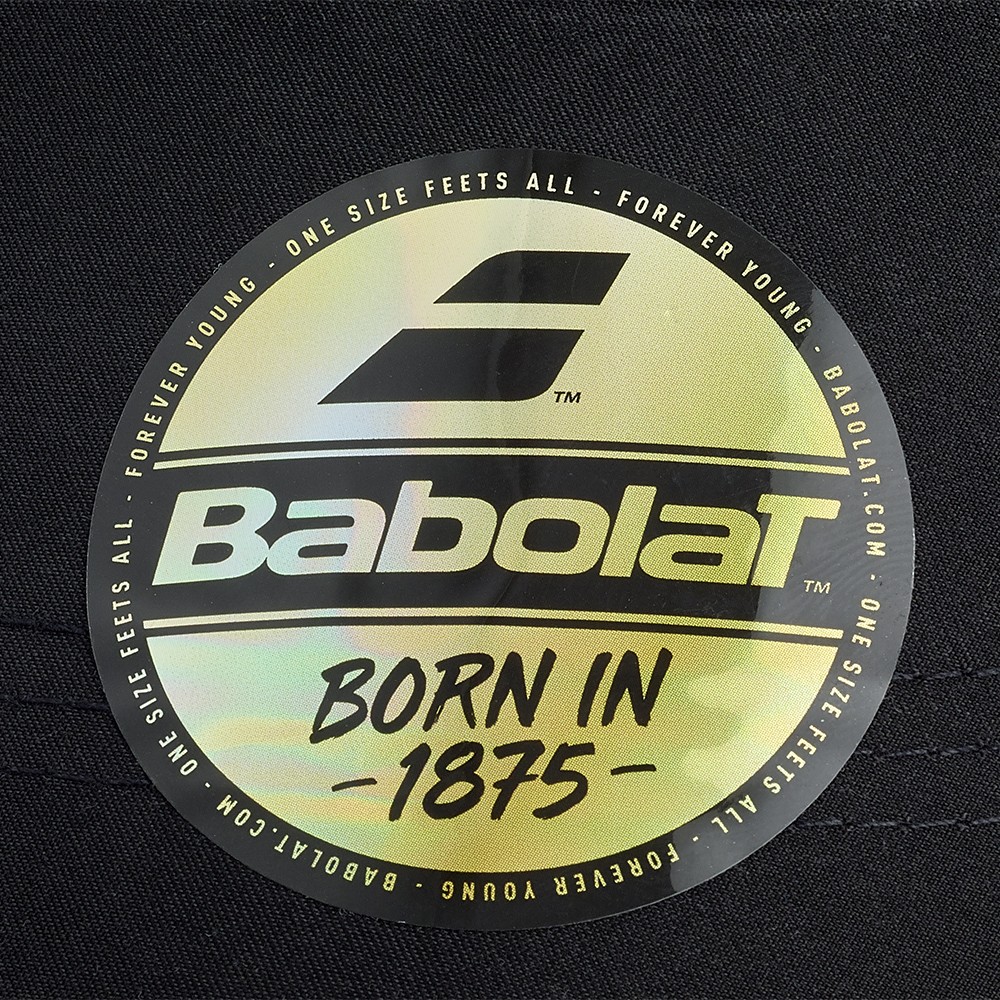 ONE SIZE FEETS ALL - FOREVER YOUNG - BABOLAT.COM - ONE SIZE FEETS ALL - FOREVER YOUNG - BABOLAT.COM - ONE SIZE FEETS ALL - FOREVER YOUNG -
TM
BabolaT TM
BORN IN
- 1875 -